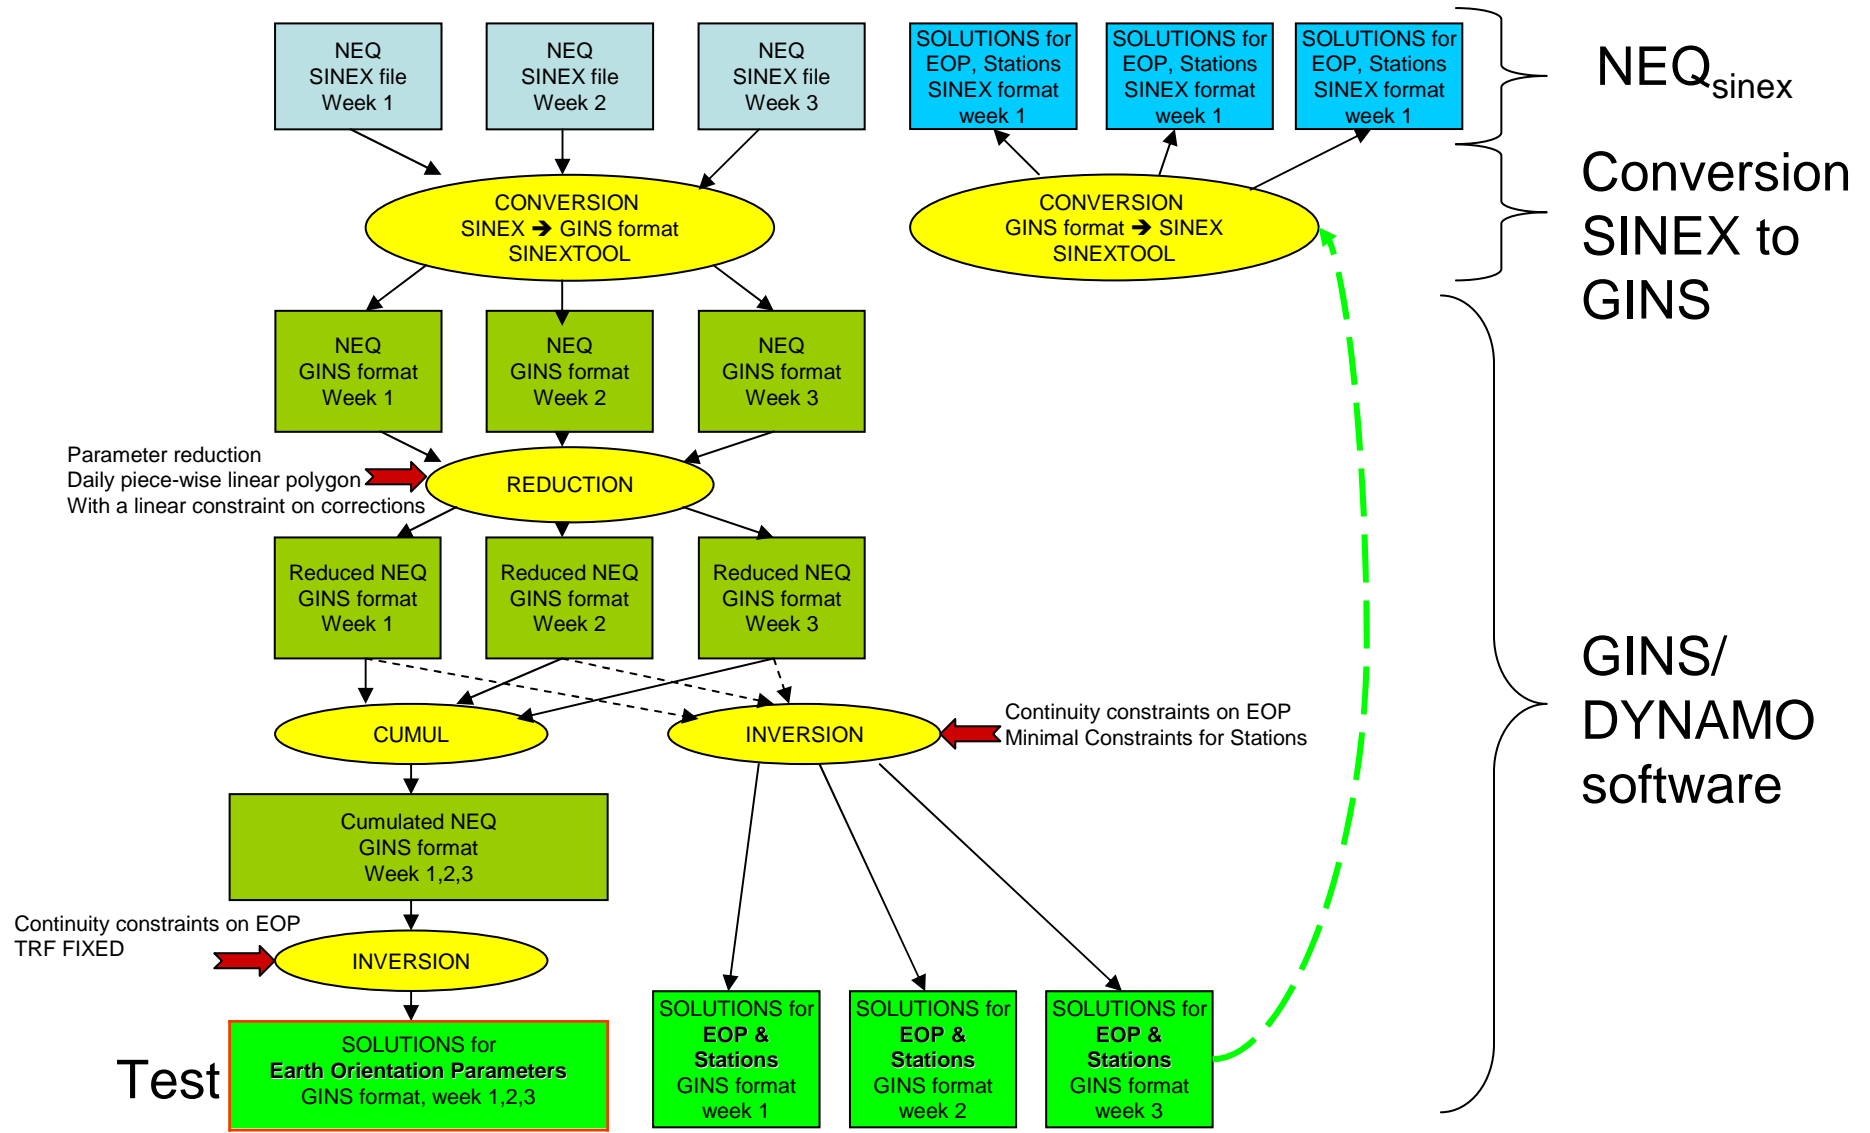 NEQ
SINEX file
Week 1
NEQ
SINEX file
Week 2
NEQ
SINEX file
Week 3
SOLUTIONS for
EOP, Stations
SINEX format
week 1
SOLUTIONS for
EOP, Stations
SINEX format
week 1
SOLUTIONS for
EOP, Stations
SINEX format
week 1
NEQsinex
CONVERSION
SINEX ➔ GINS format
SINEXTOOL
CONVERSION
GINS format ➔ SINEX
SINEXTOOL
Conversion
SINEX to
GINS
NEQ
GINS format
Week 1
NEQ
GINS format
Week 2
NEQ
GINS format
Week 3
Parameter reduction
Daily piece-wise linear polygon
With a linear constraint on corrections
REDUCTION
Reduced NEQ
GINS format
Week 1
Reduced NEQ
GINS format
Week 2
Reduced NEQ
GINS format
Week 3
GINS/
DYNAMO
software
CUMUL
INVERSION
Continuity constraints on EOP
Minimal Constraints for Stations
Cumulated NEQ
GINS format
Week 1,2,3
Continuity constraints on EOP
TRF FIXED
INVERSION
Test
SOLUTIONS for
Earth Orientation Parameters
GINS format, week 1,2,3
SOLUTIONS for
EOP &
Stations
GINS format
week 1
SOLUTIONS for
EOP &
Stations
GINS format
week 2
SOLUTIONS for
EOP &
Stations
GINS format
week 3